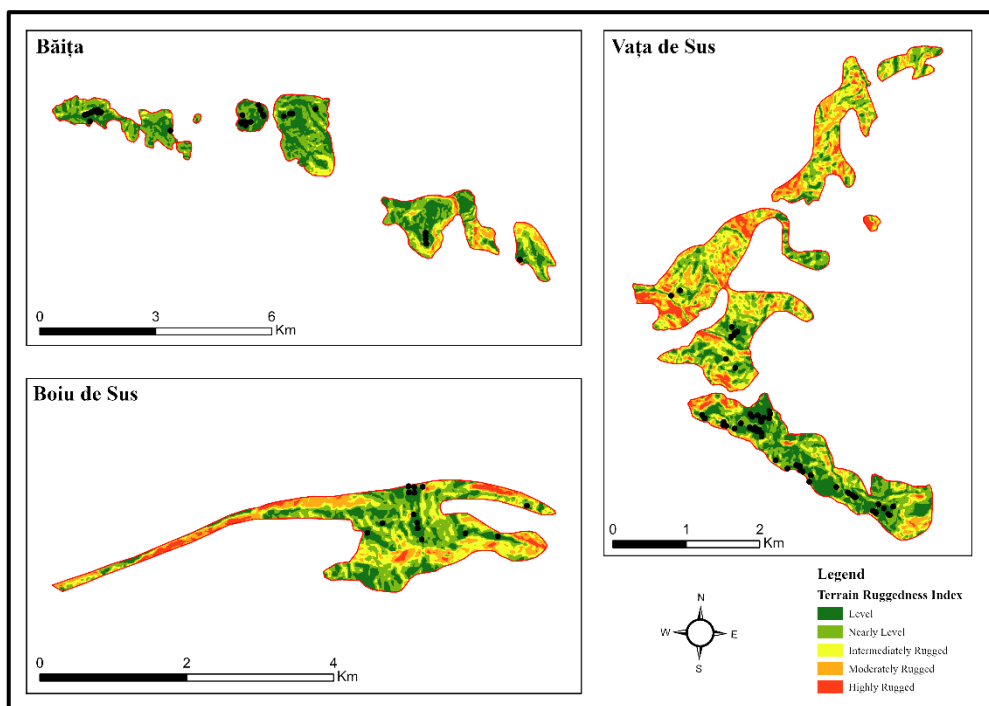 Băița
0 3 6
Km
Boiu de Sus
0 2 4
Km
Vața de Sus
0 1 2
Km
N
W E
S
Legend
Terrain Ruggedness Index
Level
Nearly Level
Intermediately Rugged
Moderately Rugged
Highly Rugged